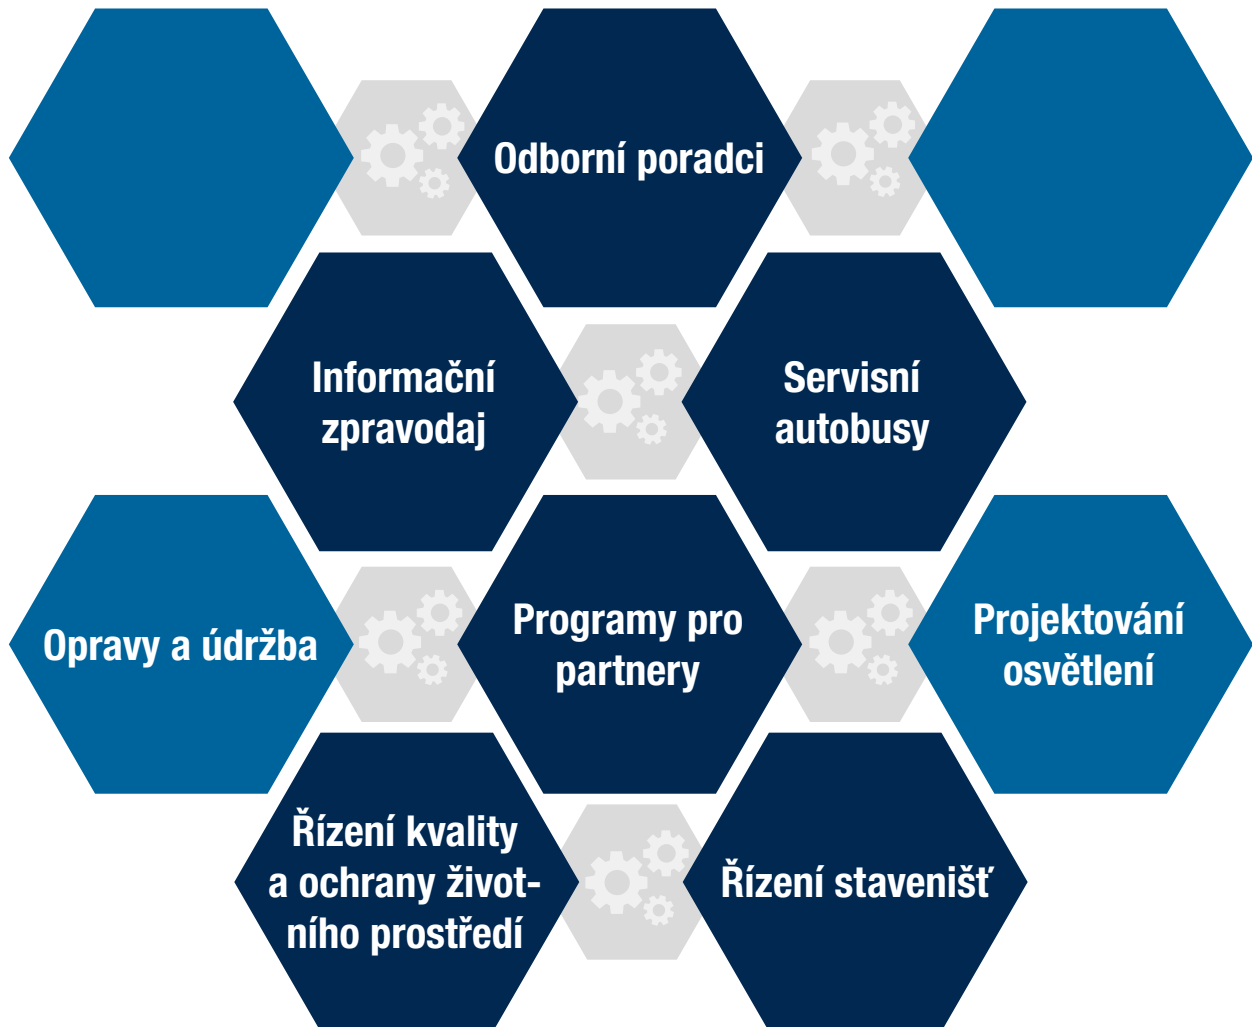 Odborní poradci
Informační
zpravodaj
Servisní
autobusy
Opravy a údržba
Programy pro
partnery
Projektování
osvětlení
Řízení kvality
a ochrany život-
ního prostředí
Řízení stavenišť